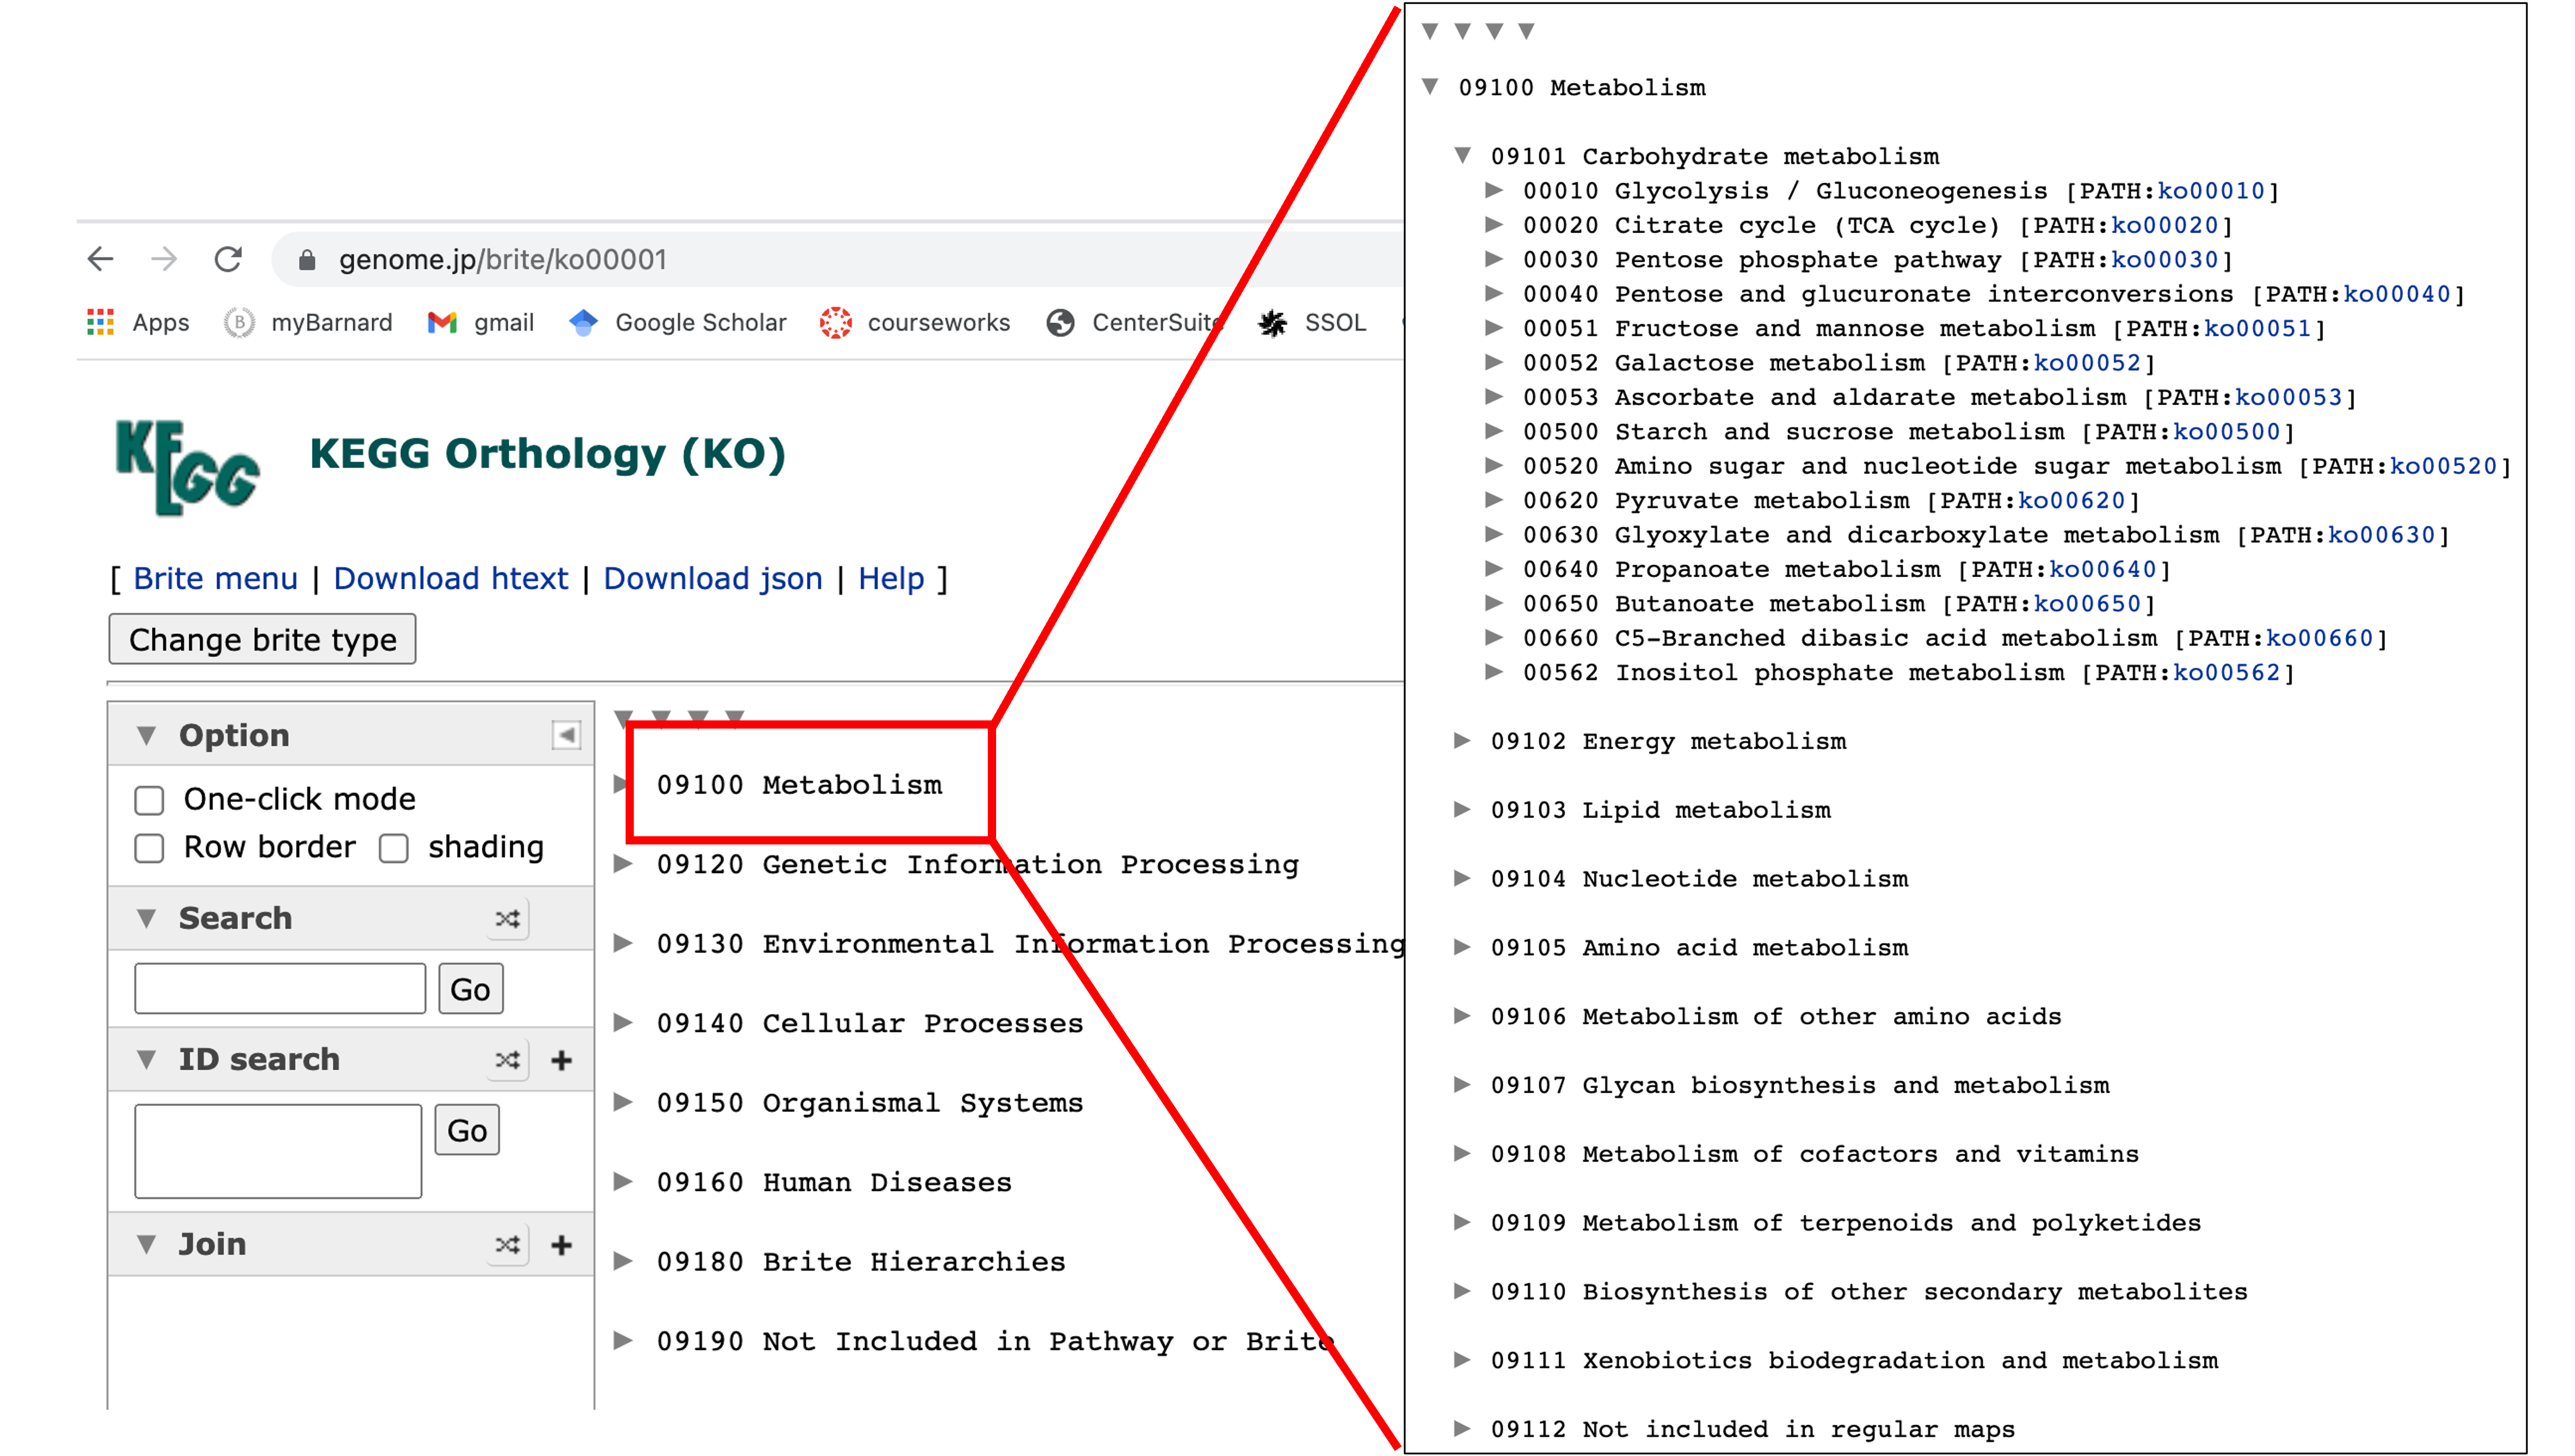 genome.jp/brite/ko00001
Apps myBarnard gmail Google Scholar courseworks CenterSuite SSOL
KEGG KEGG Orthology (KO)
[ Brite menu | Download htext | Download json | Help ]
Change brite type
Option
One-click mode
Row border shading
Search
Go
ID search
Go
Join
09100 Metabolism
09120 Genetic Information Processing
09130 Environmental Information Processing
09140 Cellular Processes
09150 Organismal Systems
09160 Human Diseases
09180 Brite Hierarchies
09190 Not Included in Pathway or Brite
09100 Metabolism
09101 Carbohydrate metabolism
00010 Glycolysis / Gluconeogenesis [PATH:ko00010]
00020 Citrate cycle (TCA cycle) [PATH:ko00020]
00030 Pentose phosphate pathway [PATH:ko00030]
00040 Pentose and glucuronate interconversions [PATH:ko00040]
00051 Fructose and mannose metabolism [PATH:ko00051]
00052 Galactose metabolism [PATH:ko00052]
00053 Ascorbate and aldarate metabolism [PATH:ko00053]
00500 Starch and sucrose metabolism [PATH:ko00500]
00520 Amino sugar and nucleotide sugar metabolism [PATH:ko00520]
00620 Pyruvate metabolism [PATH:ko00620]
00630 Glyoxylate and dicarboxylate metabolism [PATH:ko00630]
00640 Propanoate metabolism [PATH:ko00640]
00650 Butanoate metabolism [PATH:ko00650]
00660 C5-Branched dibasic acid metabolism [PATH:ko00660]
00562 Inositol phosphate metabolism [PATH:ko00562]
09102 Energy metabolism
09103 Lipid metabolism
09104 Nucleotide metabolism
09105 Amino acid metabolism
09106 Metabolism of other amino acids
09107 Glycan biosynthesis and metabolism
09108 Metabolism of cofactors and vitamins
09109 Metabolism of terpenoids and polyketides
09110 Biosynthesis of other secondary metabolites
09111 Xenobiotics biodegradation and metabolism
09112 Not included in regular maps